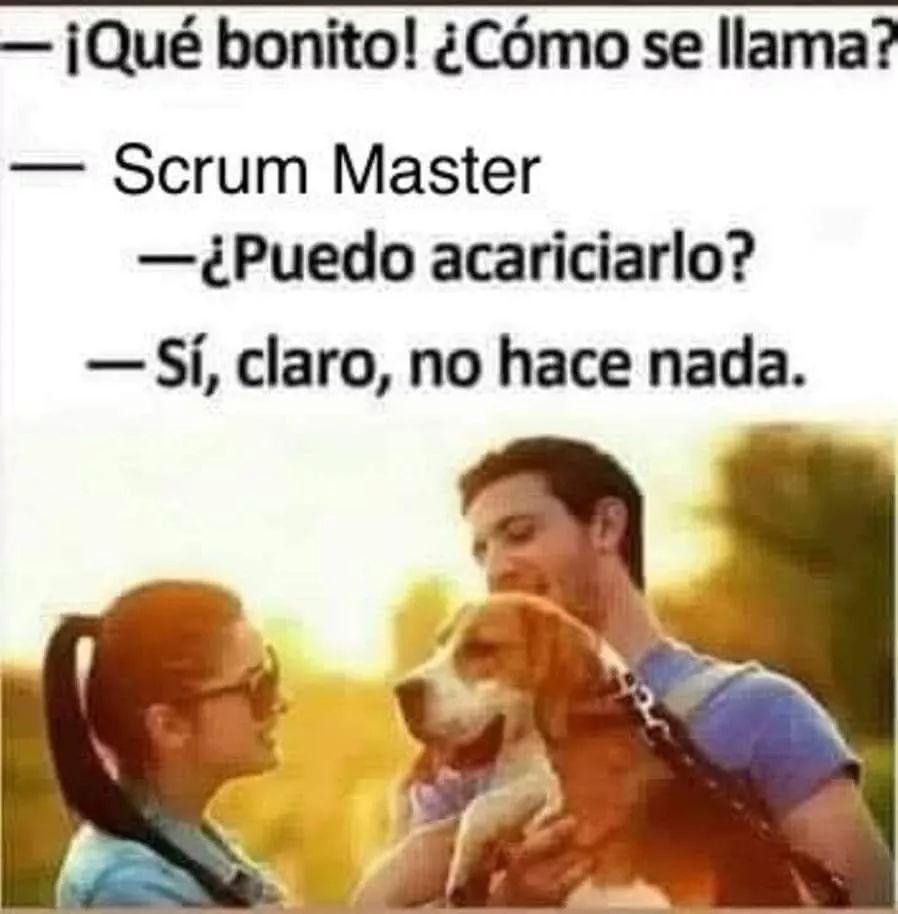 —¡Qué bonito! ¿Cómo se llama?
— Scrum Master
—¿Puedo acariciarlo?
—Sí, claro, no hace nada.